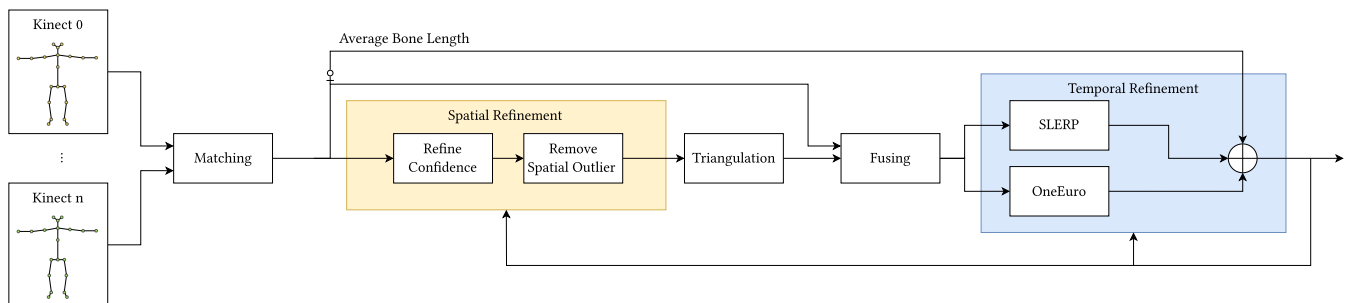 Kinect 0
Average Bone Length
Temporal Refinement
Spatial Refinement
SLERP
Matching
Refine
Confidence
Remove
Spatial Outlier
Triangulation
Fusing
⋮
OneEuro
Kinect n